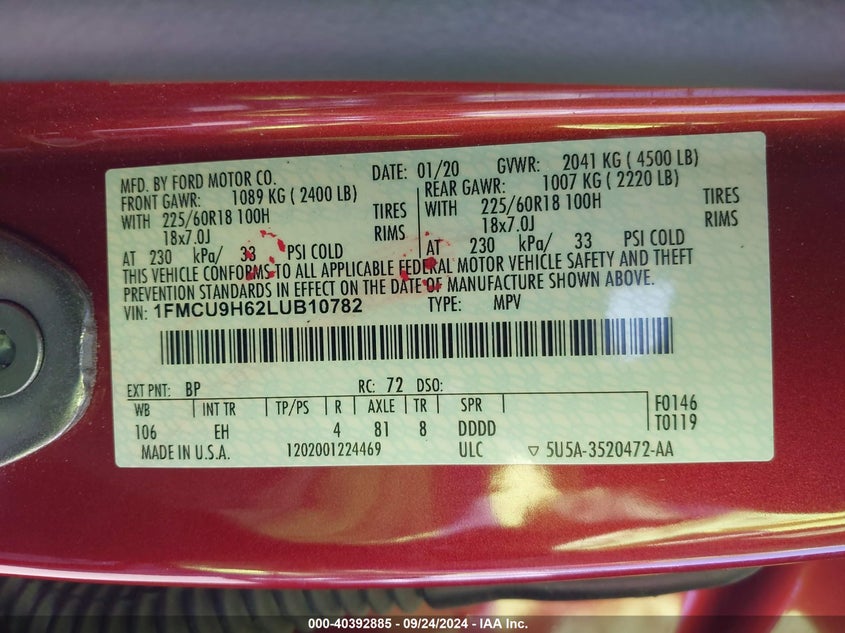 MFD. BY FORD MOTOR CO. DATE: 01/20 GVWR: 2041 KG ( 4500 LB)
FRONT GAWR: 1089 KG ( 2400 LB) REAR GAWR: 1007 KG ( 2220 LB)
WITH 225/60R18 100H TIRES WITH 225/60R18 100H TIRES
18x7.0J RIMS 18x7.0J RIMS
AT 230 kPa/ 33 PSI COLD AT 230 kPa/ 33 PSI COLD
THIS VEHICLE CONFORMS TO ALL APPLICABLE FEDERAL MOTOR VEHICLE SAFETY AND THEFT
PREVENTION STANDARDS IN EFFECT ON THE DATE OF MANUFACTURE SHOWN ABOVE.
VIN: 1FMCU9H62LUB10782 TYPE: MPV
EXT PNT: BP RC: 72 DSO:
WB INT TR TP/PS R AXLE TR SPR F0146
106 EH 4 81 8 DDDD T0119
MADE IN U.S.A. 1202001224469 ULC ▽ 5U5A-3520472-AA
000-40392885 - 09/24/2024 - IAA Inc.